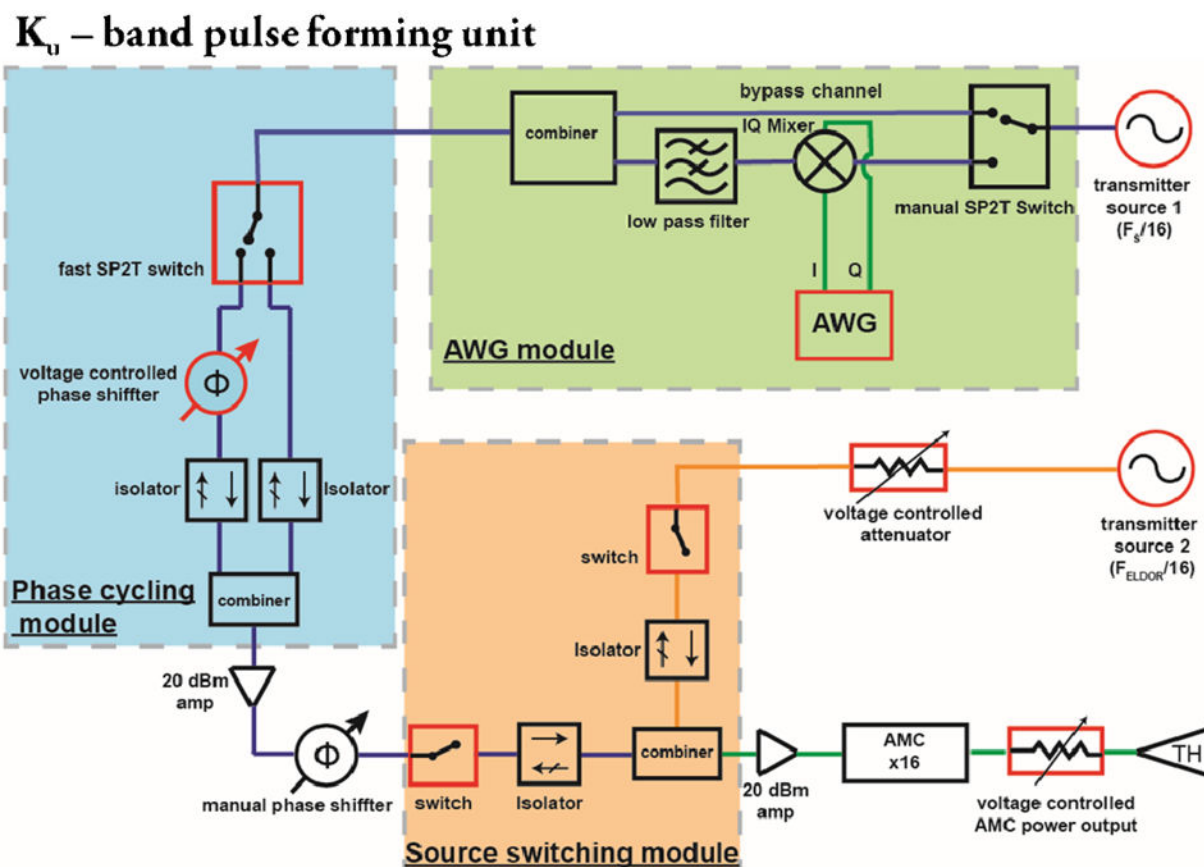 Kᵤ – band pulse forming unit
bypass channel
combiner
IQ Mixer
low pass filter
manual SP2T Switch
transmitter
source 1
(F_S/16)
I
Q
AWG
AWG module
fast SP2T switch
voltage controlled
phase shiffter
Φ
isolator
Isolator
combiner
Phase cycling
module
20 dBm
amp
Φ
manual phase shiffter
switch
Isolator
switch
Isolator
combiner
Source switching module
voltage controlled
attenuator
transmitter
source 2
(F_ELDOR/16)
20 dBm
amp
AMC
x16
voltage controlled
AMC power output
TH